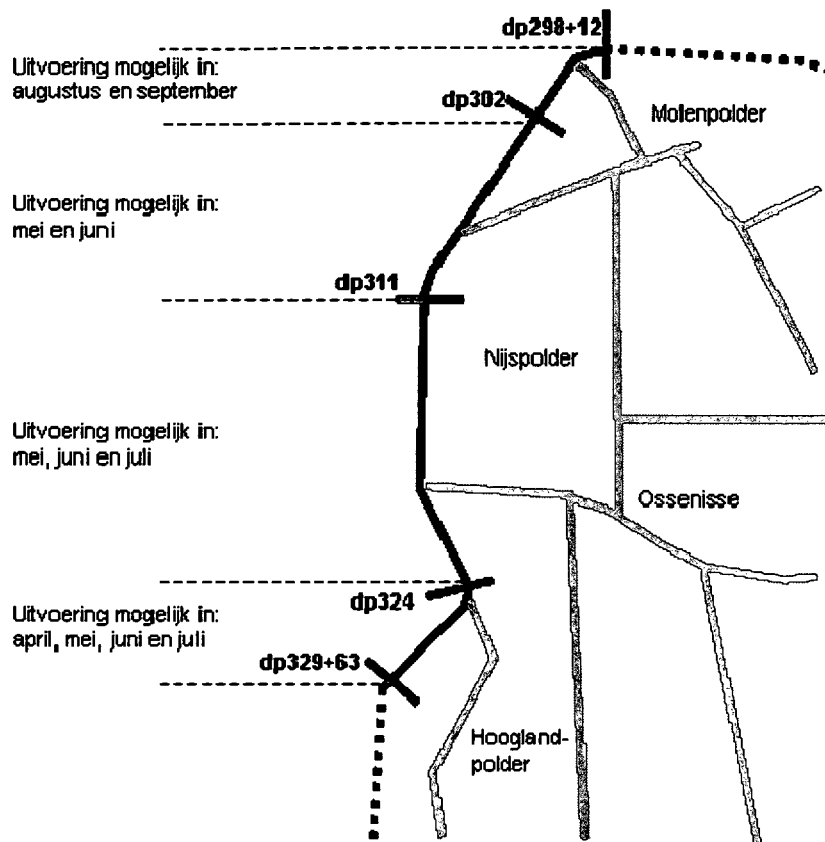 dp298+12
Uitvoering mogelijk in:
augustus en september
dp302
Molenpolder
Uitvoering mogelijk in:
mei en juni
dp311
Nijspolder
Uitvoering mogelijk in:
mei, juni en juli
Ossenisse
dp324
Uitvoering mogelijk in:
april, mei, juni en juli
dp329+63
Hoogland-
polder